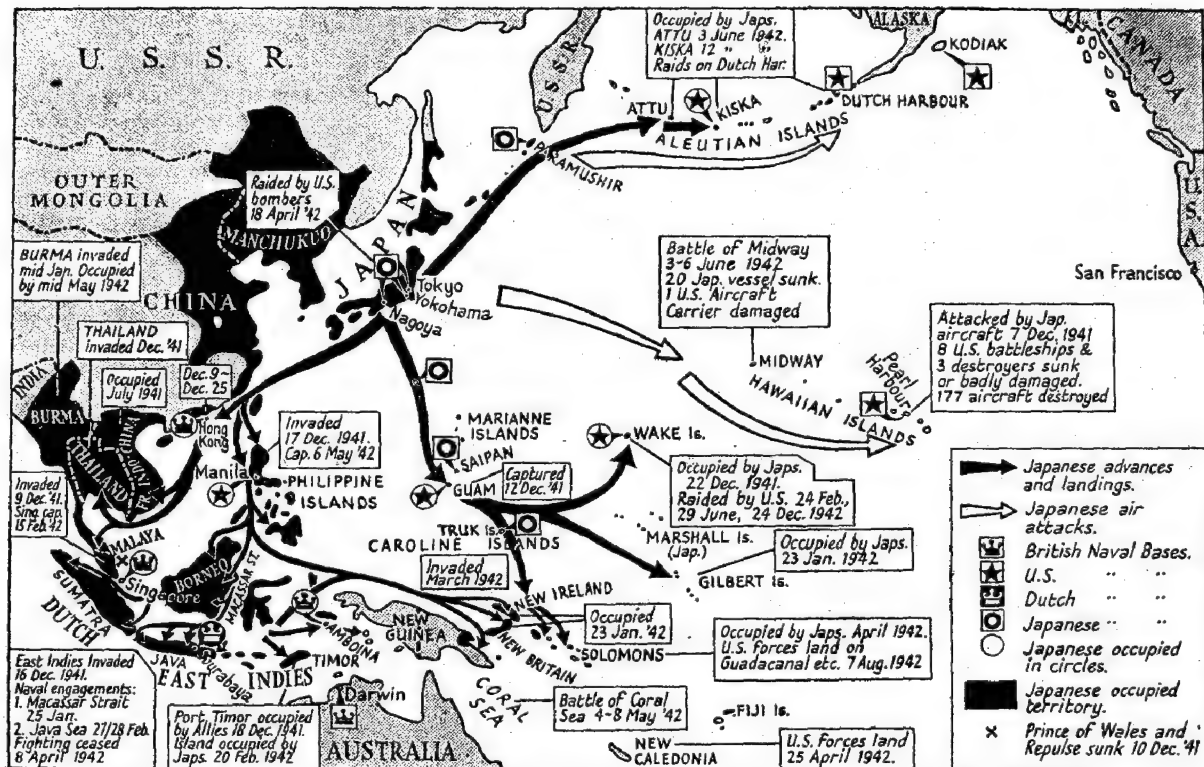 U. S. S. R.
U.S.S.R.
Occupied by Japs.
ATTU 3 June 1942.
KISKA 12 " "
Raids on Dutch Har.
ALASKA
KODIAK
CANADA
DUTCH HARBOUR
ATTU
KISKA
ALEUTIAN ISLANDS
PARAMUSHIR
OUTER
MONGOLIA
Raided by U.S.
bombers
18 April '42
MANCHUKUO
JAPAN
U.S.A.
BURMA invaded
mid Jan. Occupied
by mid May 1942
CHINA
Tokyo
Yokohama
Nagoya
Battle of Midway
3-6 June 1942
20 Jap. vessel sunk.
1 U.S. Aircraft
Carrier damaged
San Francisco
THAILAND
Invaded Dec. '41
Attacked by Jap.
aircraft 7 Dec. 1941
8 U.S. battleships &
3 destroyers sunk
or badly damaged.
177 aircraft destroyed
MIDWAY
Pearl
Harbour
HAWAIIAN
ISLANDS
INDIA
BURMA
Occupied
July 1941
Dec. 9-
Dec. 25
Hong
Kong
Invaded
17 Dec. 1941.
Cap. 6 May '42
MARIANNE
ISLANDS
SAIPAN
WAKE Is.
THAILAND
FR.
INDO
CHINA
Manila
PHILIPPINE
ISLANDS
GUAM
Captured
12 Dec. '41
Occupied by Japs.
22 Dec. 1941.
Raided by U.S. 24 Feb.,
29 June, 24 Dec. 1942
Invaded
9 Dec. '41.
Sing. cap.
15 Feb. '42
TRUK Is.
CAROLINE ISLANDS
MARSHALL Is.
(Jap.)
Occupied by Japs.
23 Jan. 1942
GILBERT Is.
MALAYA
Singapore
BORNEO
MACASSAR ST.
Invaded
March 1942
SUMATRA
DUTCH
EAST INDIES
JAVA
Sourabaya
AMBOINA
TIMOR
NEW
GUINEA
NEW IRELAND
NEW BRITAIN
SOLOMONS
Occupied
23 Jan. '42
Occupied by Japs. April 1942.
U.S. Forces land on
Guadacanal etc. 7 Aug. 1942
East Indies Invaded
16 Dec. 1941.
Naval engagements:
1. Macassar Strait
25 Jan.
2. Java Sea 27/28 Feb.
Fighting ceased
8 April 1942
Port. Timor occupied
by Allies 18 Dec. 1941.
Island occupied by
Japs. 20 Feb. 1942
Darwin
AUSTRALIA
CORAL
SEA
Battle of Coral
Sea 4-8 May '42
FIJI Is.
NEW
CALEDONIA
U.S. Forces land
25 April 1942.
Japanese advances
and landings.
Japanese air
attacks.
British Naval Bases.
U.S. " "
Dutch " "
Japanese " "
Japanese occupied
in circles.
Japanese occupied
territory.
Prince of Wales and
Repulse sunk 10 Dec. '41